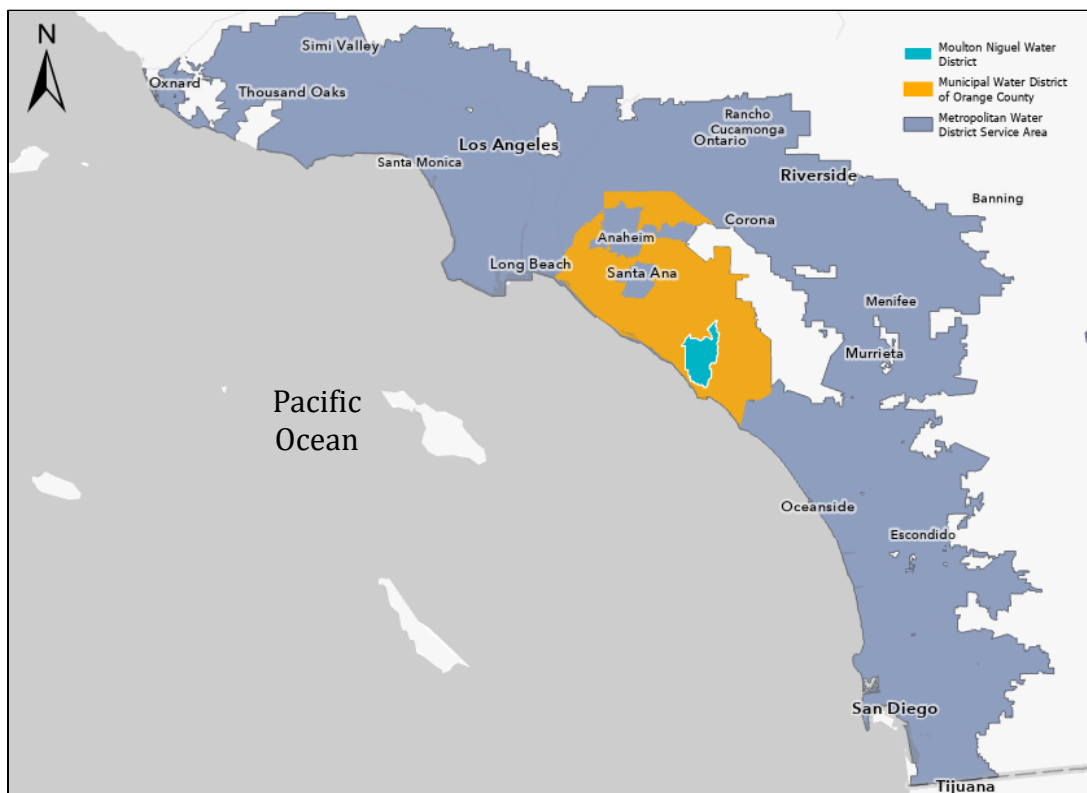 N
Simi Valley
Oxnard
Thousand Oaks
Moulton Niguel Water
District
Municipal Water District
of Orange County
Metropolitan Water
District Service Area
Rancho
Cucamonga
Ontario
Los Angeles
Santa Monica
Riverside
Banning
Corona
Anaheim
Long Beach
Santa Ana
Menifee
Murrieta
Pacific
Ocean
Oceanside
Escondido
San Diego
Tijuana